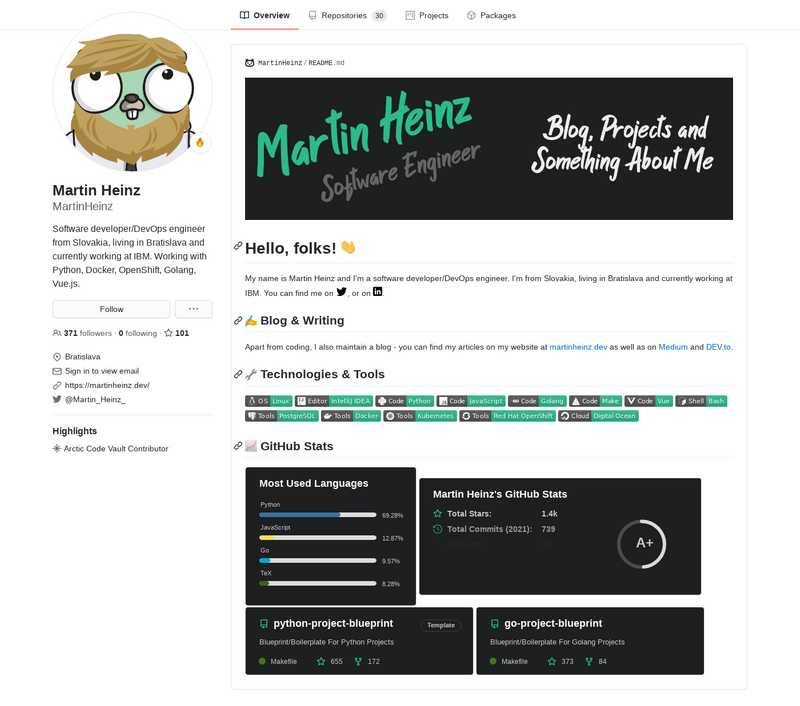 Overview
Repositories 30
Projects
Packages
MartinHeinz / README.md
Martin Heinz
Software Engineer
Blog, Projects and
Something About Me
Martin Heinz
MartinHeinz
Software developer/DevOps engineer
from Slovakia, living in Bratislava and
currently working at IBM. Working with
Python, Docker, OpenShift, Golang,
Vue.js.
Follow
371 followers · 0 following · 101
Bratislava
Sign in to view email
https://martinheinz.dev/
@Martin_Heinz_
Highlights
Arctic Code Vault Contributor
Hello, folks!
My name is Martin Heinz and I'm a software developer/DevOps engineer. I'm from Slovakia, living in Bratislava and currently working at
IBM. You can find me on , or on .
Blog & Writing
Apart from coding, I also maintain a blog - you can find my articles on my website at martinheinz.dev as well as on Medium and DEV.to.
Technologies & Tools
OS Linux Editor IntelliJ IDEA Code Python Code JavaScript Code Golang Code Make Code Vue Shell Bash
Tools PostgreSQL Tools Docker Tools Kubernetes Tools Red Hat OpenShift Cloud Digital Ocean
GitHub Stats
Most Used Languages
Python
69.28%
JavaScript
12.87%
Go
9.57%
TeX
8.28%
Martin Heinz's GitHub Stats
Total Stars: 1.4k
Total Commits (2021): 739
A+
python-project-blueprint Template
Blueprint/Boilerplate For Python Projects
Makefile 655 172
go-project-blueprint
Blueprint/Boilerplate For Golang Projects
Makefile 373 84